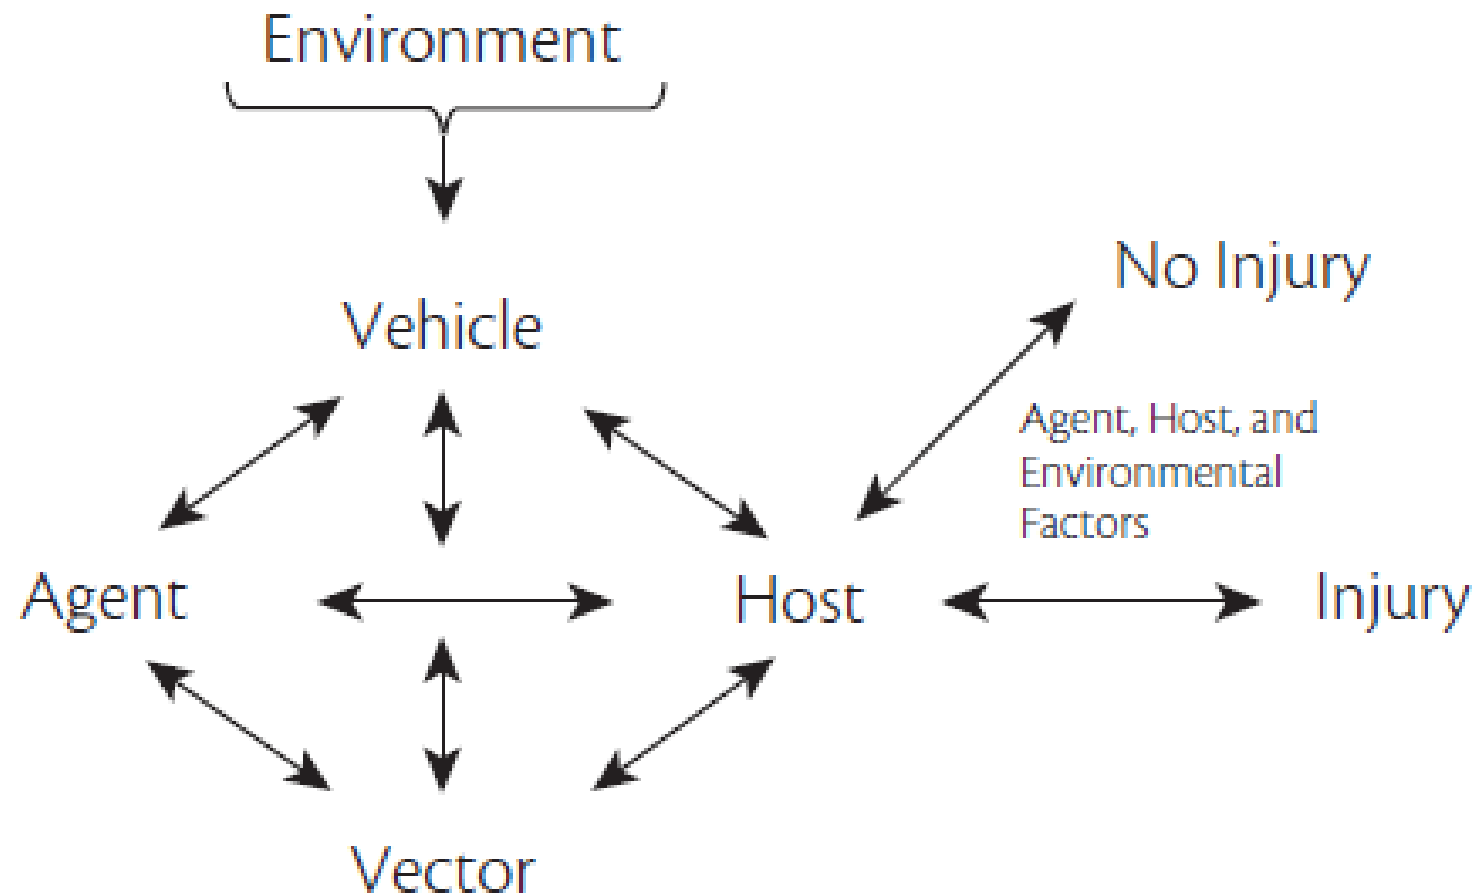 Environment
No Injury
Vehicle
Agent, Host, and
Environmental
Factors
Agent
Host
Injury
Vector